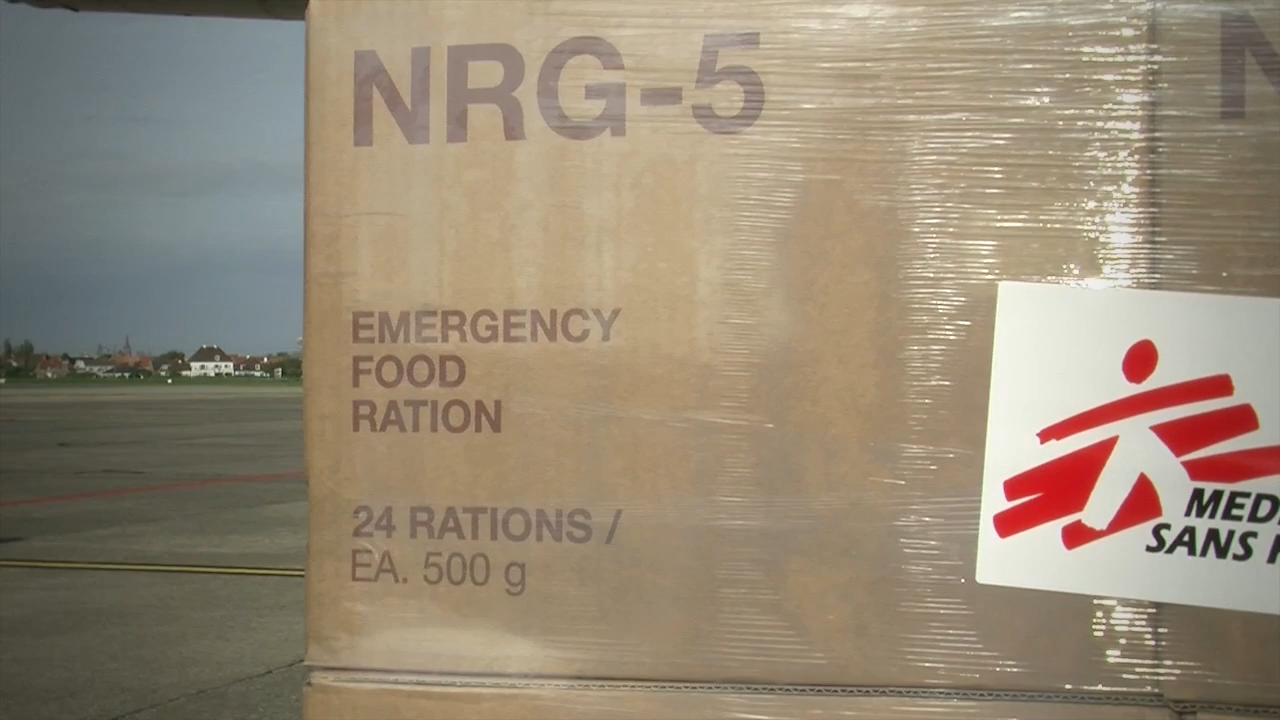 NRG-5
N
EMERGENCY
FOOD
RATION
24 RATIONS /
EA. 500 g
MED
SANS